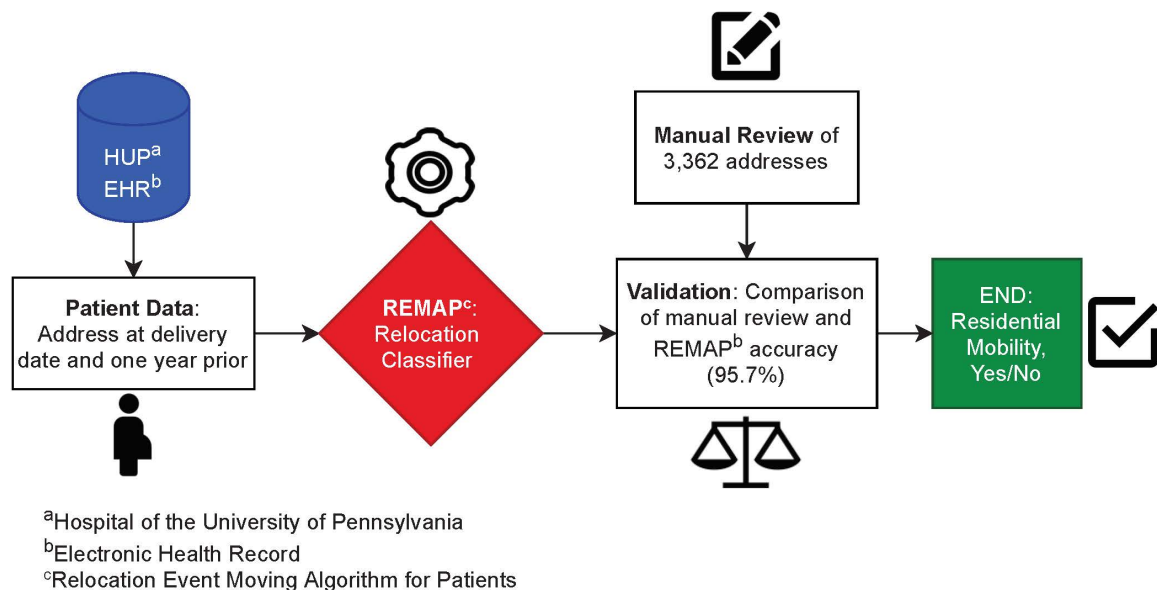 HUPᵃ
EHRᵇ
Patient Data:
Address at delivery
date and one year prior
REMAPᶜ:
Relocation
Classifier
Manual Review of
3,362 addresses
Validation: Comparison
of manual review and
REMAPᵇ accuracy
(95.7%)
END:
Residential
Mobility,
Yes/No
ᵃHospital of the University of Pennsylvania
ᵇElectronic Health Record
ᶜRelocation Event Moving Algorithm for Patients